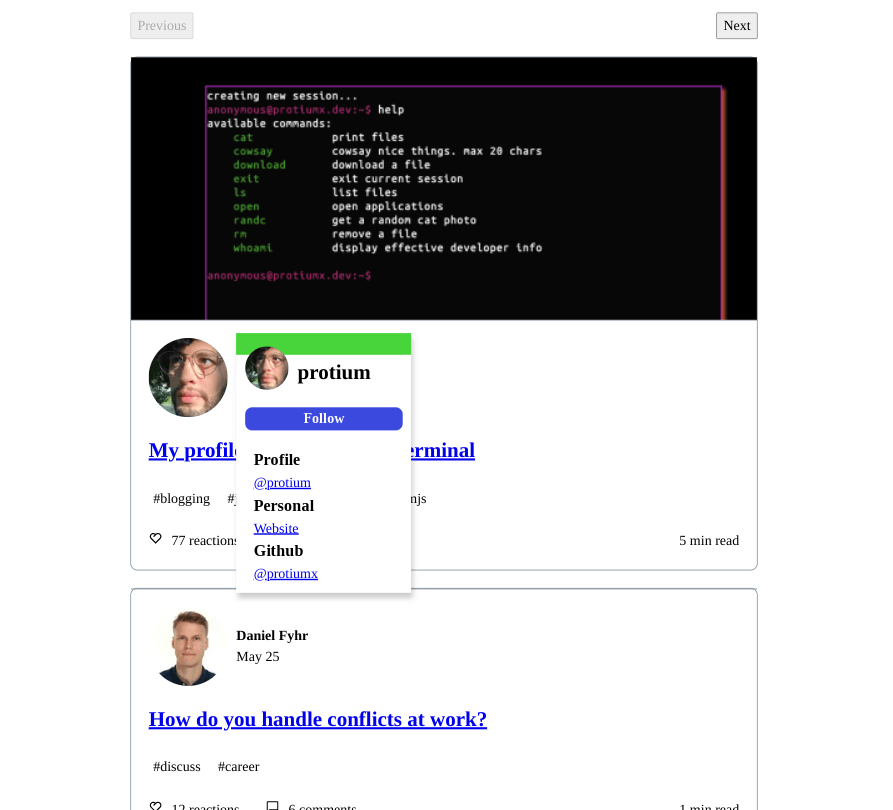 Previous
Next
creating new session...
anonymous@protiumx.dev:~$ help
available commands:
cat print files
cowsay cowsay nice things. max 20 chars
download download a file
exit exit current session
ls list files
open open applications
randc get a random cat photo
rm remove a file
whoami display effective developer info
anonymous@protiumx.dev:~$
protium
Follow
My profil erminal
Profile
@protium
#blogging #j mjs
Personal
Website
77 reactions 5 min read
Github
@protiumx
Daniel Fyhr
May 25
How do you handle conflicts at work?
#discuss #career
12 reactions 6 comments 1 min read